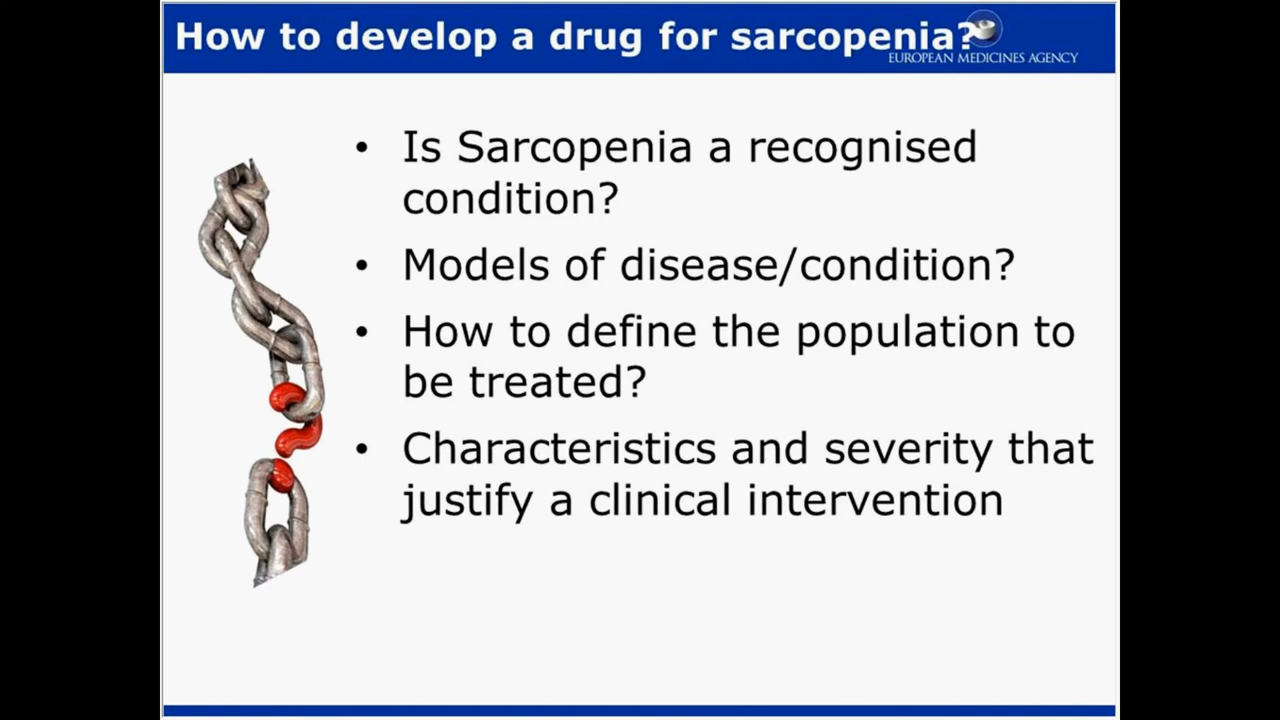 How to develop a drug for sarcopenia?
EUROPEAN MEDICINES AGENCY
• Is Sarcopenia a recognised
condition?
• Models of disease/condition?
• How to define the population to
be treated?
• Characteristics and severity that
justify a clinical intervention